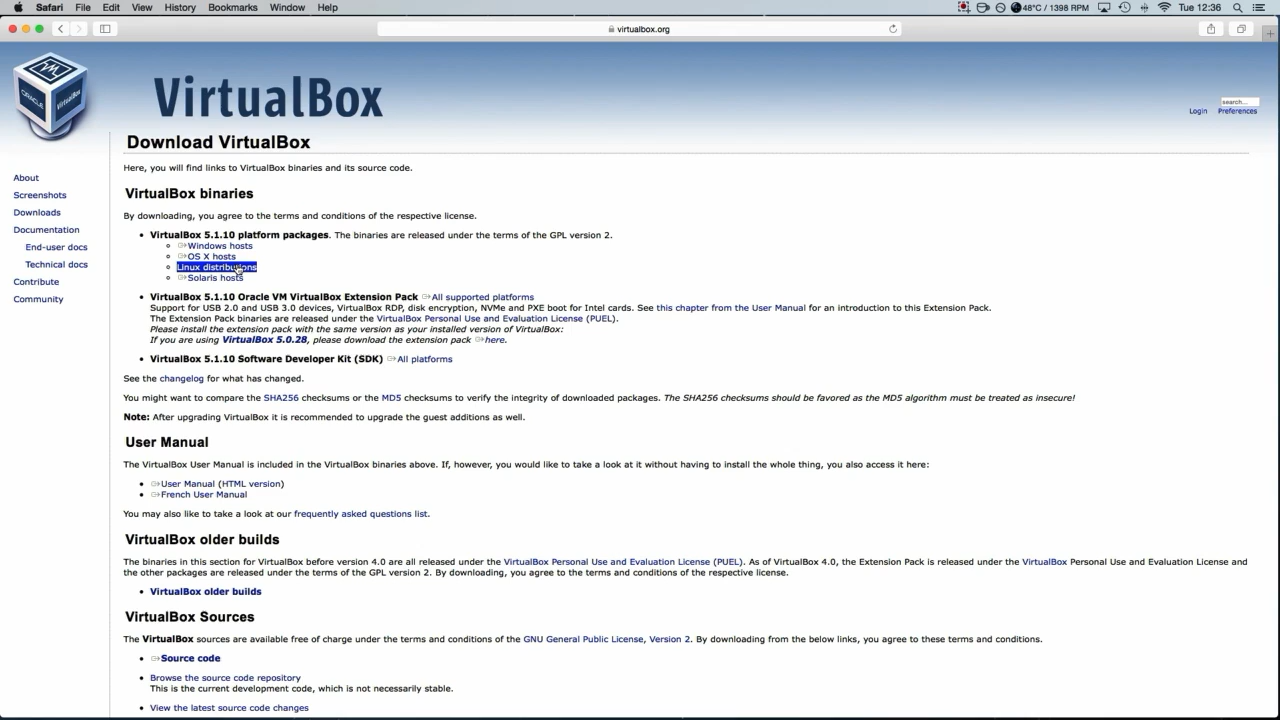 Safari File Edit View History Bookmarks Window Help 48°C / 1398 RPM Tue 12:36
virtualbox.org
ORACLE VirtualBox
VirtualBox
search...
Login Preferences
Download VirtualBox
Here, you will find links to VirtualBox binaries and its source code.
About
Screenshots
Downloads
Documentation
End-user docs
Technical docs
Contribute
Community
VirtualBox binaries
By downloading, you agree to the terms and conditions of the respective license.
VirtualBox 5.1.10 platform packages. The binaries are released under the terms of the GPL version 2.
Windows hosts
OS X hosts
Linux distributions
Solaris hosts
VirtualBox 5.1.10 Oracle VM VirtualBox Extension Pack All supported platforms
Support for USB 2.0 and USB 3.0 devices, VirtualBox RDP, disk encryption, NVMe and PXE boot for Intel cards. See this chapter from the User Manual for an introduction to this Extension Pack.
The Extension Pack binaries are released under the VirtualBox Personal Use and Evaluation License (PUEL).
Please install the extension pack with the same version as your installed version of VirtualBox:
If you are using VirtualBox 5.0.28, please download the extension pack here.
VirtualBox 5.1.10 Software Developer Kit (SDK) All platforms
See the changelog for what has changed.
You might want to compare the SHA256 checksums or the MD5 checksums to verify the integrity of downloaded packages. The SHA256 checksums should be favored as the MD5 algorithm must be treated as insecure!
Note: After upgrading VirtualBox it is recommended to upgrade the guest additions as well.
User Manual
The VirtualBox User Manual is included in the VirtualBox binaries above. If, however, you would like to take a look at it without having to install the whole thing, you also access it here:
User Manual (HTML version)
French User Manual
You may also like to take a look at our frequently asked questions list.
VirtualBox older builds
The binaries in this section for VirtualBox before version 4.0 are all released under the VirtualBox Personal Use and Evaluation License (PUEL). As of VirtualBox 4.0, the Extension Pack is released under the VirtualBox Personal Use and Evaluation License and
the other packages are released under the terms of the GPL version 2. By downloading, you agree to the terms and conditions of the respective license.
VirtualBox older builds
VirtualBox Sources
The VirtualBox sources are available free of charge under the terms and conditions of the GNU General Public License, Version 2. By downloading from the below links, you agree to these terms and conditions.
Source code
Browse the source code repository
This is the current development code, which is not necessarily stable.
View the latest source code changes